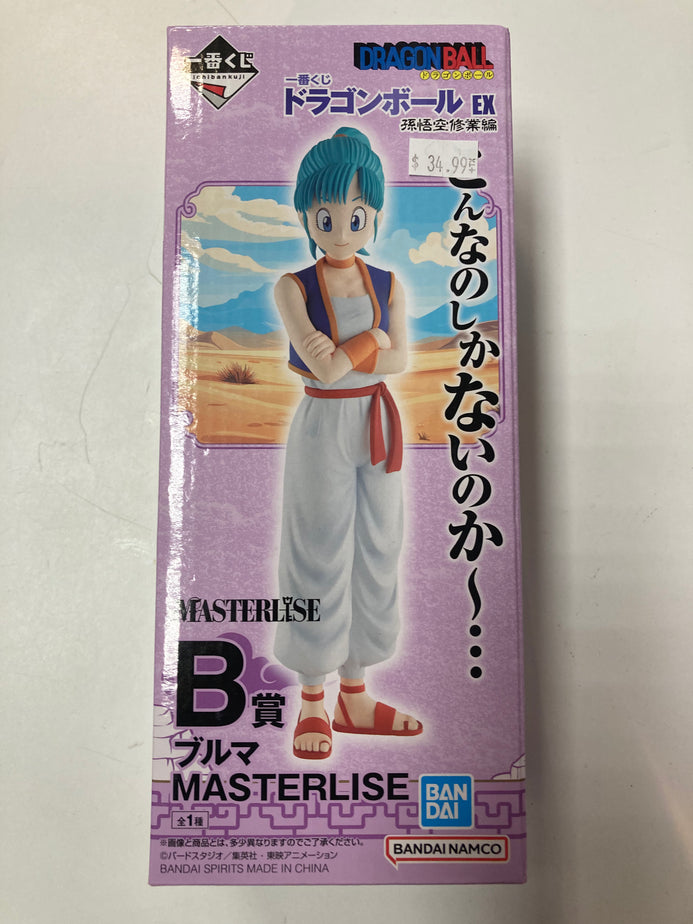 一番くじ
ichibankuji
DRAGONBALL
ドラゴンボール
一番くじ
ドラゴンボール EX
孫悟空修業編
$ 34.99
んなのしかないのか～…
MASTERLISE
B賞
ブルマ
MASTERLISE
全1種
BAN
DAI
※画像と商品とは、多少異なりますのでご了承ください。
©バードスタジオ／集英社・東映アニメーション
BANDAI SPIRITS MADE IN CHINA
BANDAI NAMCO